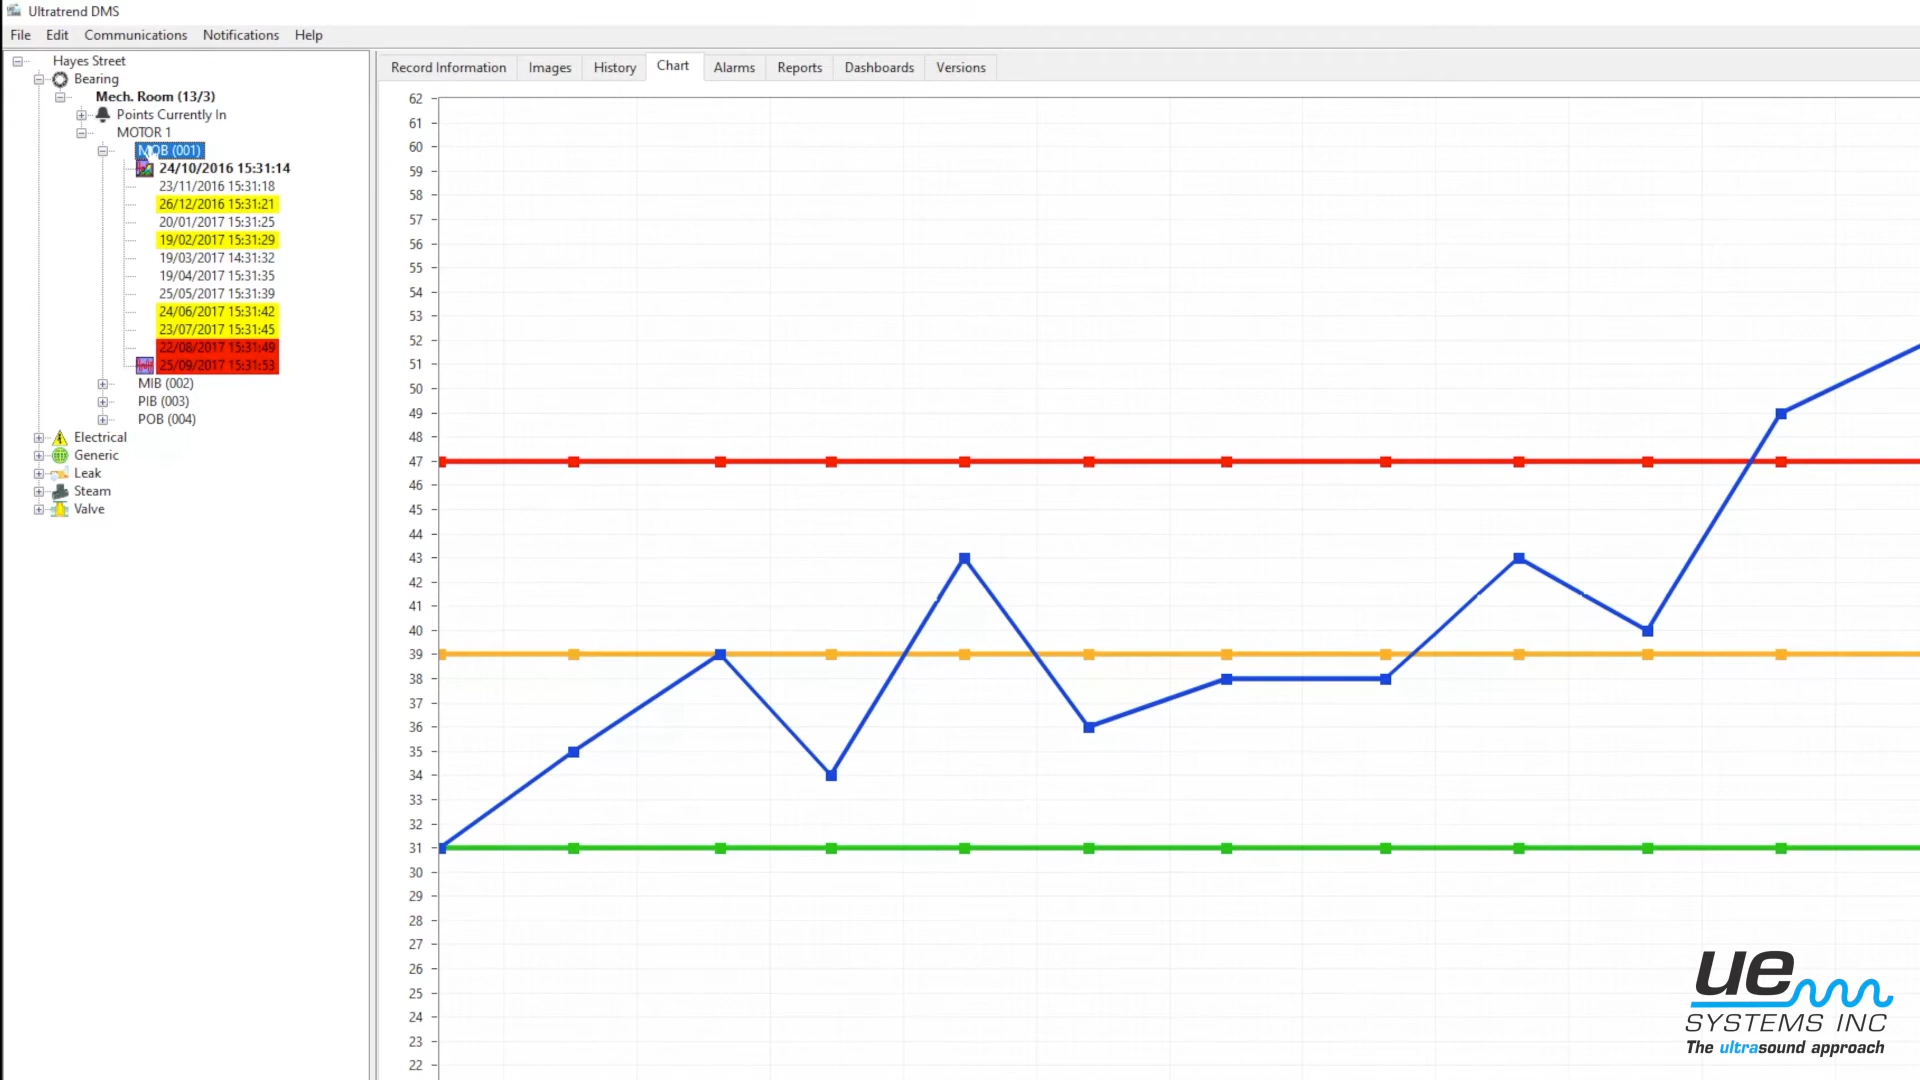 Ultratrend DMS
File Edit Communications Notifications Help
Hayes Street
Bearing
Mech. Room (13/3)
Points Currently In
MOTOR 1
MOB (001)
24/10/2016 15:31:14
23/11/2016 15:31:18
26/12/2016 15:31:21
20/01/2017 15:31:25
19/02/2017 15:31:29
19/03/2017 14:31:32
19/04/2017 15:31:35
25/05/2017 15:31:39
24/06/2017 15:31:42
23/07/2017 15:31:45
22/08/2017 15:31:49
25/09/2017 15:31:53
MIB (002)
PIB (003)
POB (004)
Electrical
Generic
Leak
Steam
Valve
Record Information Images History Chart Alarms Reports Dashboards Versions
62
61
60
59
58
57
56
55
54
53
52
51
50
49
48
47
46
45
44
43
42
41
40
39
38
37
36
35
34
33
32
31
30
29
28
27
26
25
24
23
22
ue
SYSTEMS INC
The ultrasound approach